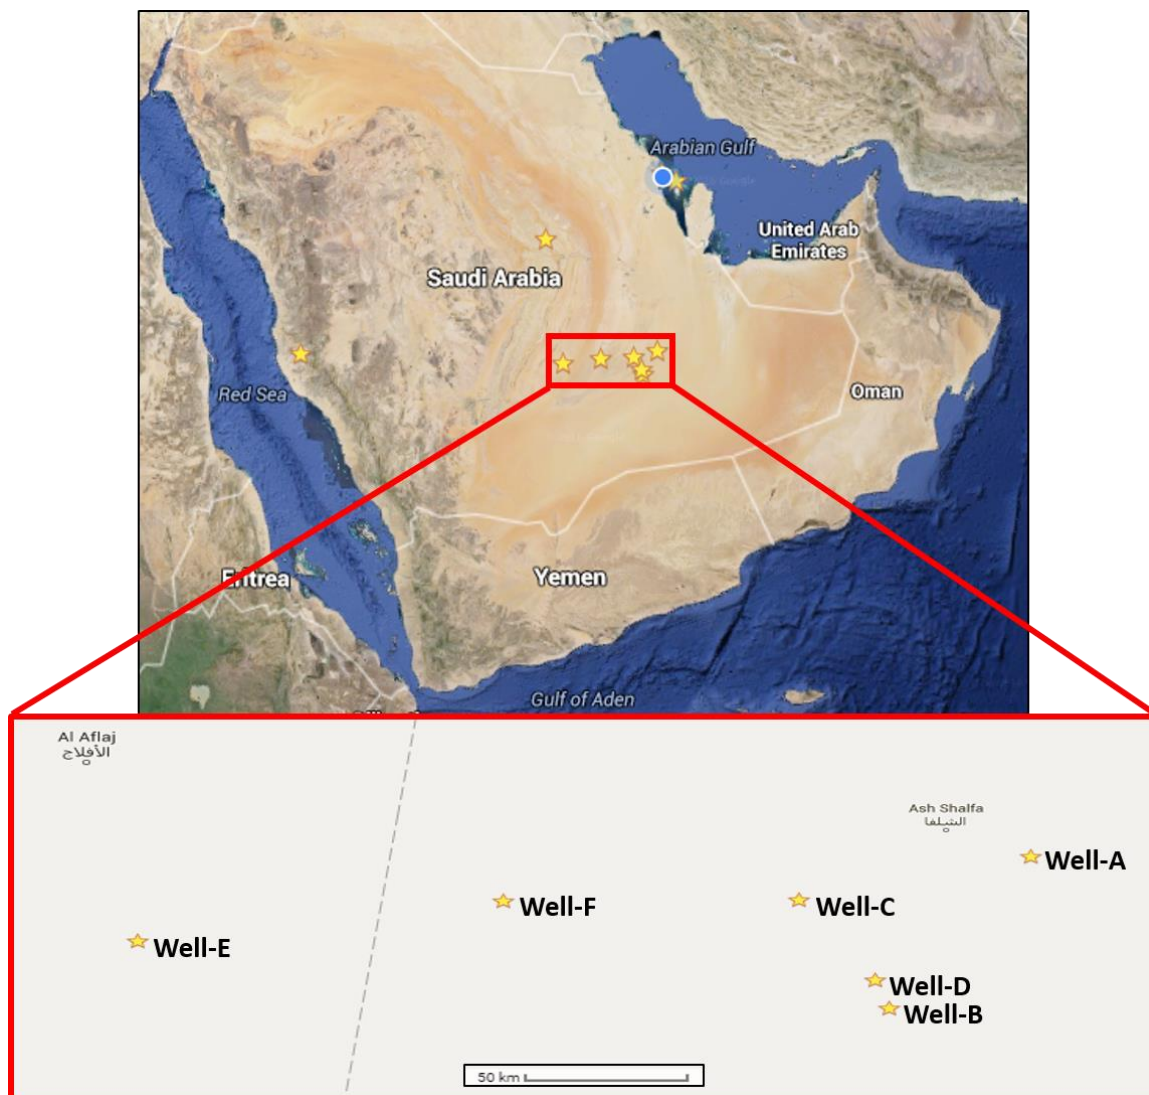 Arabian Gulf
United Arab
Emirates
Saudi Arabia
Red Sea
Oman
Eritrea
Yemen
Gulf of Aden
Al Aflaj
الأفلاج
Ash Shalfa
الشلفا
Well-A
Well-F
Well-C
Well-E
Well-D
Well-B
50 km